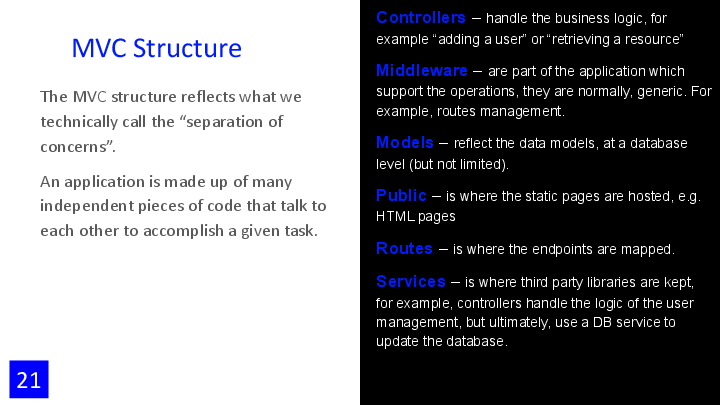 MVC Structure
The MVC structure reflects what we
technically call the “separation of
concerns”.
An application is made up of many
independent pieces of code that talk to
each other to accomplish a given task.
21
Controllers – handle the business logic, for
example “adding a user” or “retrieving a resource”
Middleware – are part of the application which
support the operations, they are normally, generic. For
example, routes management.
Models – reflect the data models, at a database
level (but not limited).
Public – is where the static pages are hosted, e.g.
HTML pages
Routes – is where the endpoints are mapped.
Services – is where third party libraries are kept,
for example, controllers handle the logic of the user
management, but ultimately, use a DB service to
update the database.